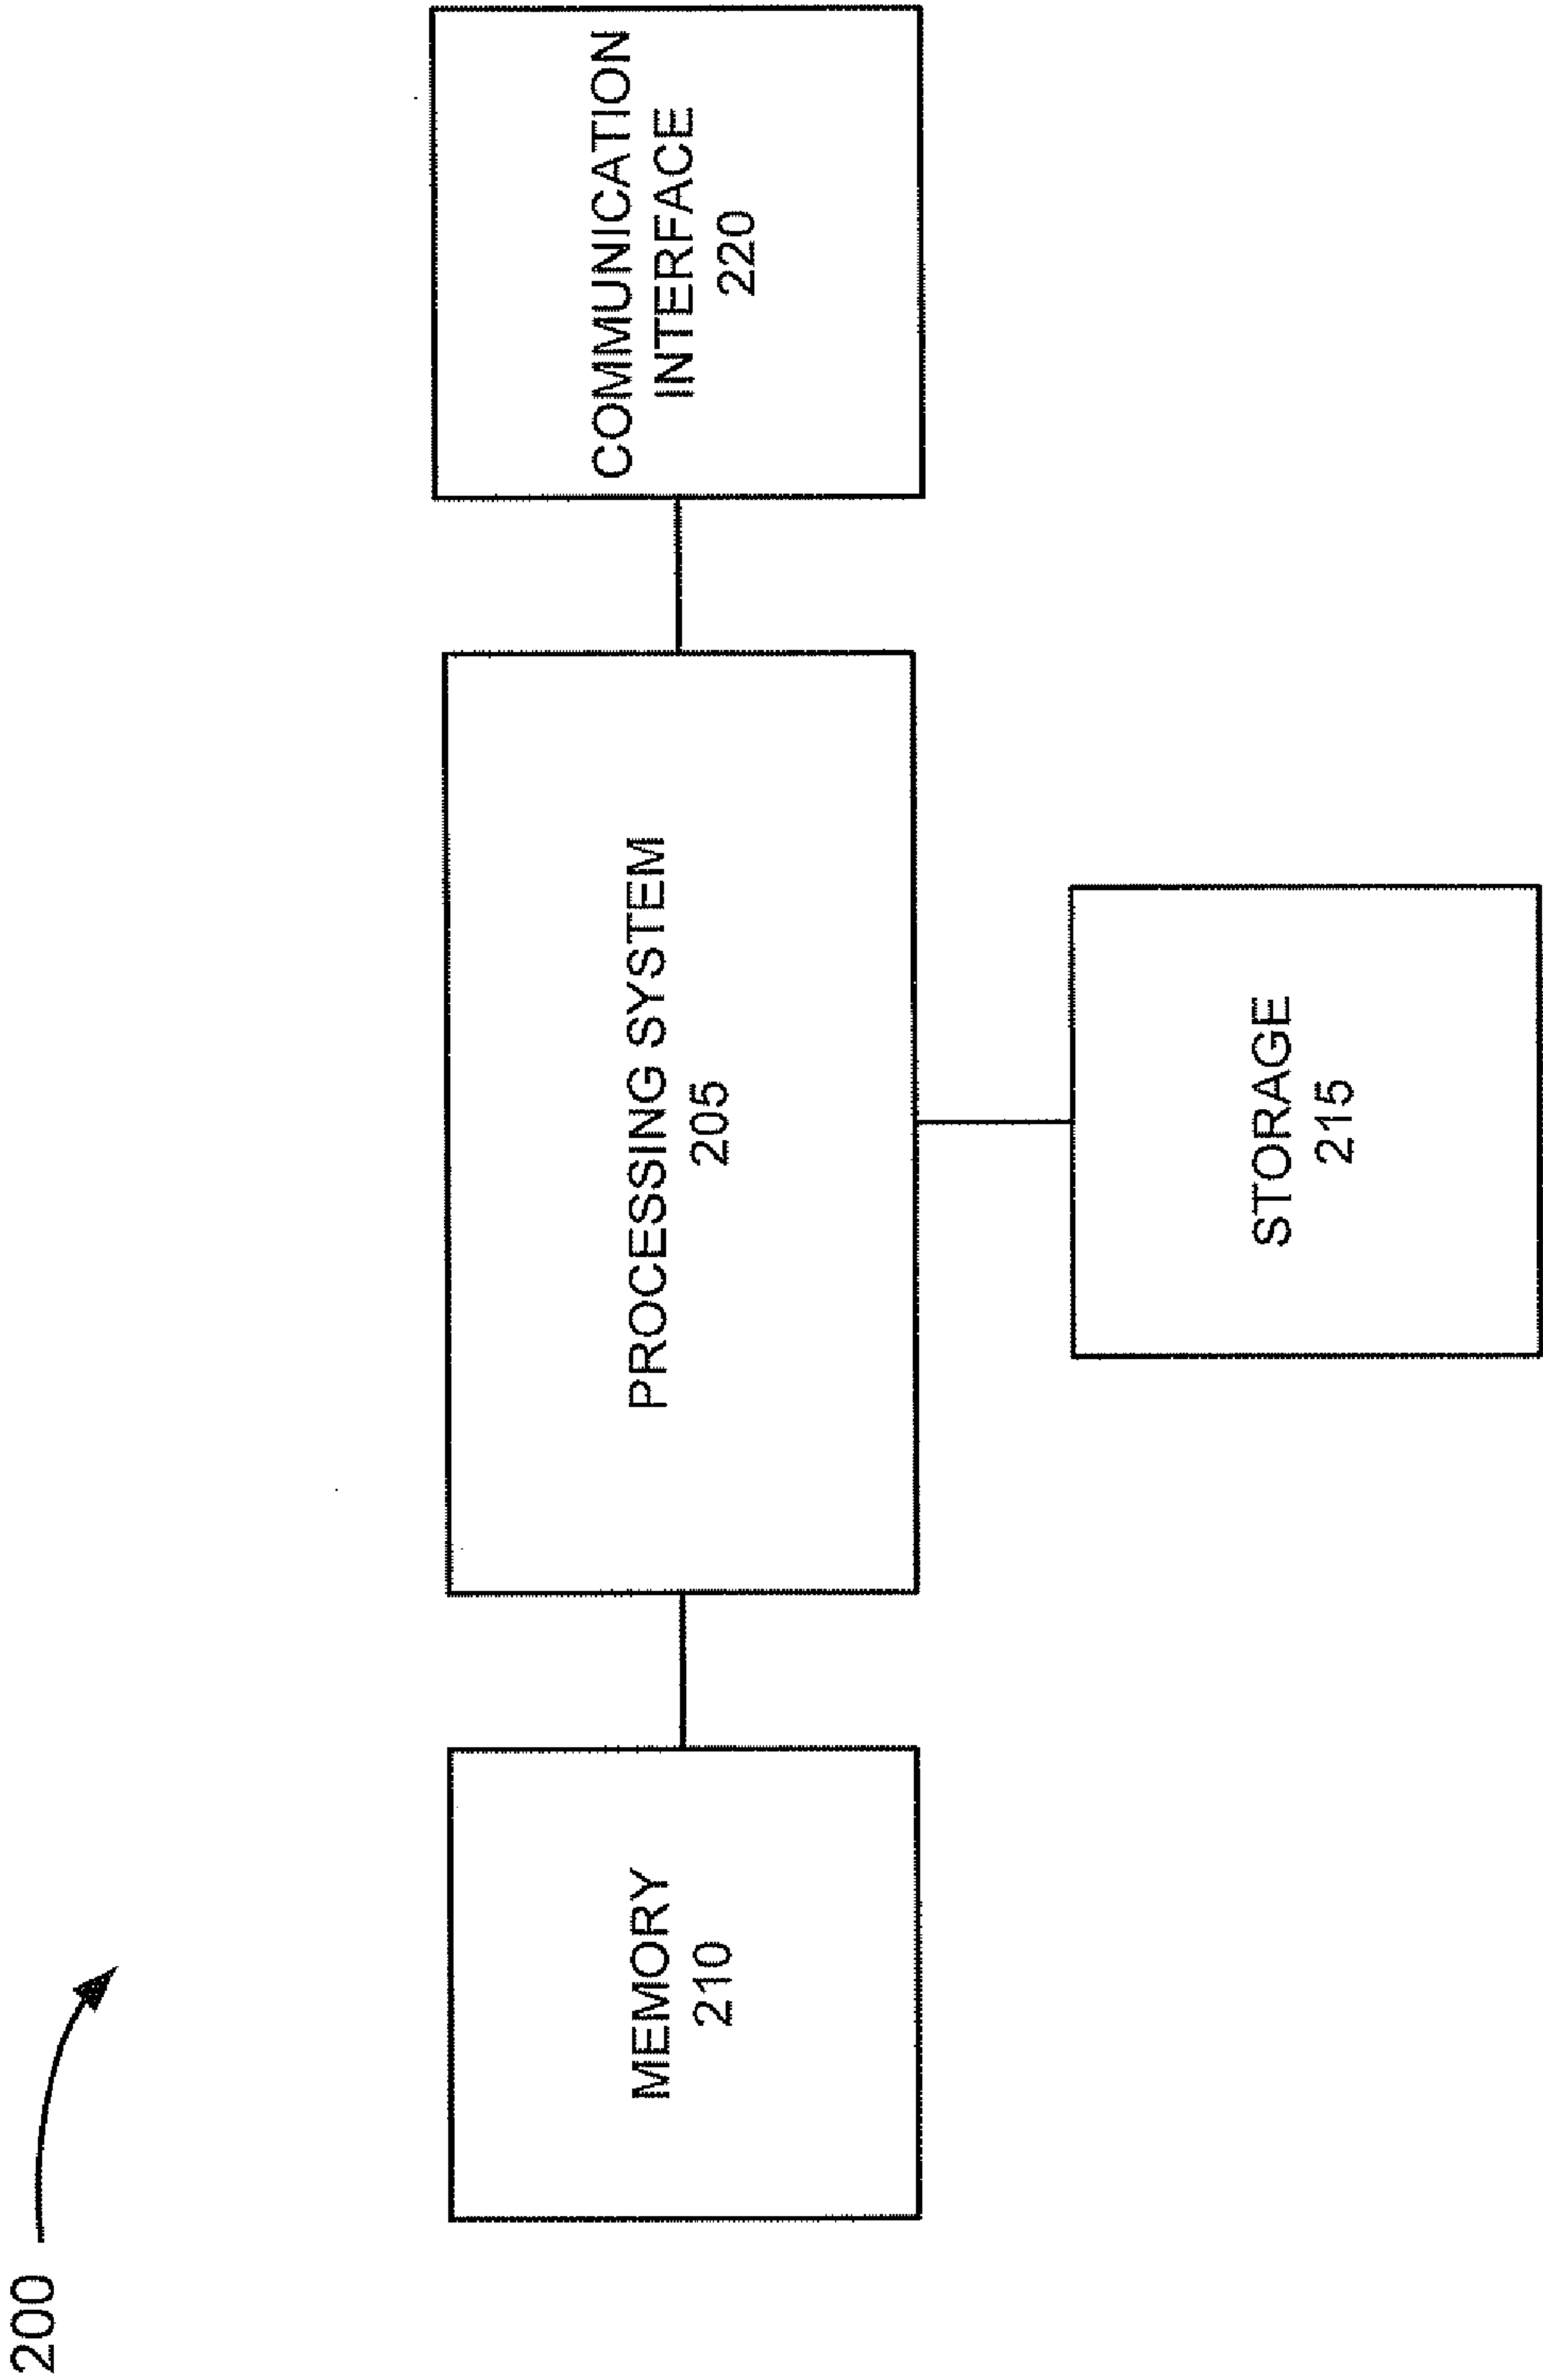 200
MEMORY
210
PROCESSING SYSTEM
205
COMMUNICATION
INTERFACE
220
STORAGE
215